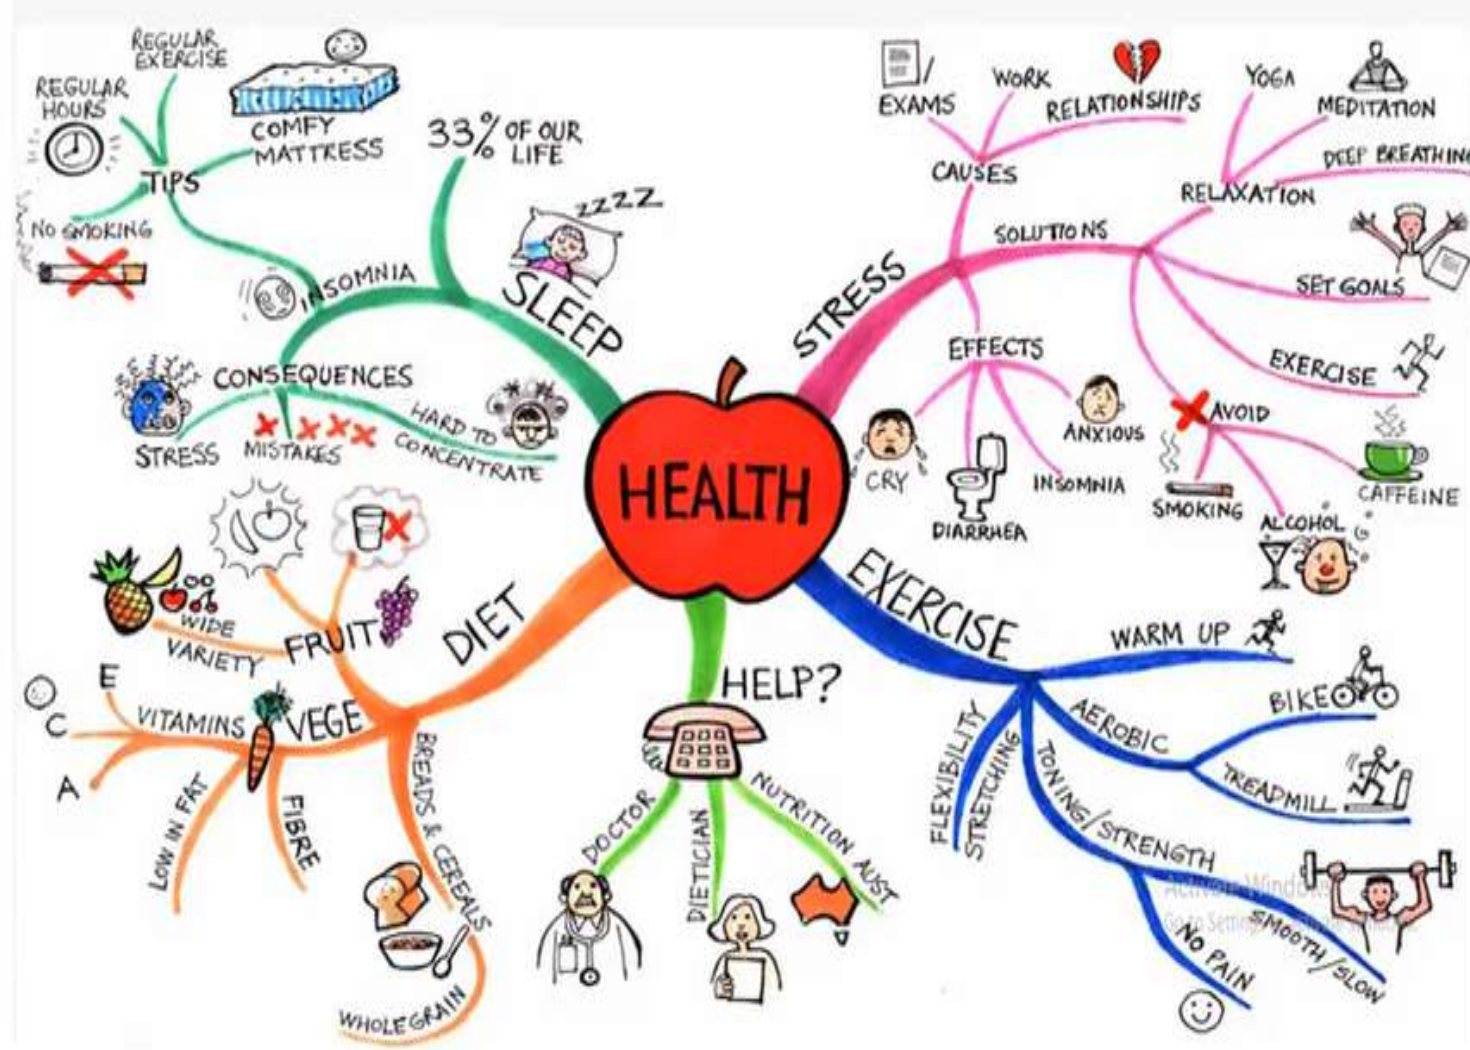 REGULAR
EXERCISE
REGULAR
HOURS
COMFY
MATTRESS
TIPS
NO SMOKING
33% OF OUR
LIFE
ZZZZ
SLEEP
INSOMNIA
CONSEQUENCES
STRESS
MISTAKES
HARD TO
CONCENTRATE
EXAMS
WORK
RELATIONSHIPS
CAUSES
YOGA
MEDITATION
DEEP BREATHING
RELAXATION
SOLUTIONS
STRESS
SET GOALS
EXERCISE
EFFECTS
CRY
DIARRHEA
INSOMNIA
ANXIOUS
AVOID
SMOKING
ALCOHOL
CAFFEINE
HEALTH
DIET
FRUIT
WIDE
VARIETY
VEGE
VITAMINS
E
C
A
LOW IN FAT
FIBRE
BREADS & CEREALS
WHOLEGRAIN
HELP?
DOCTOR
DIETICIAN
NUTRITION AUST
EXERCISE
WARM UP
AEROBIC
BIKE
TREADMILL
FLEXIBILITY
STRETCHING
TONING/STRENGTH
SMOOTH/SLOW
NO PAIN
Activate Windows